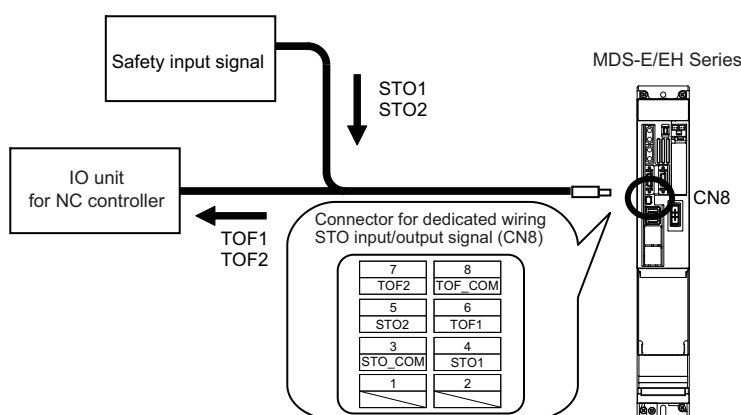 Safety input signal
MDS-E/EH Series
STO1
STO2
IO unit
for NC controller
CN8
TOF1
TOF2
Connector for dedicated wiring
STO input/output signal (CN8)
7 8
TOF2 TOF_COM
5 6
STO2 TOF1
3 4
STO_COM STO1
1 2